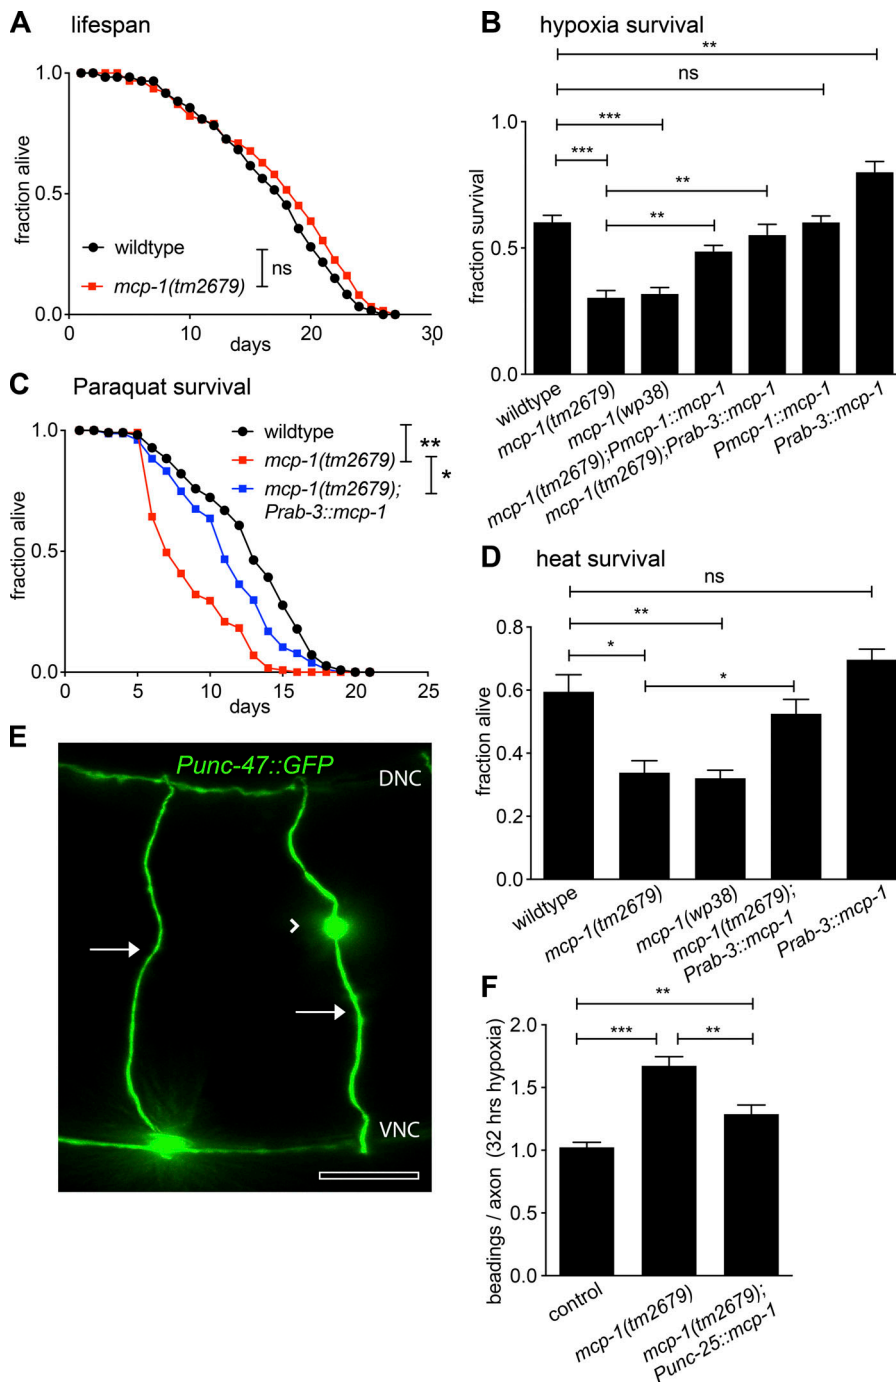 A lifespan
fraction alive
1.0
0.5
0.0
wildtype
mcp-1(tm2679)
ns
0 10 20 30
days
B hypoxia survival
**
ns
***
***
**
**
fraction survival
1.0
0.5
0.0
wildtype
mcp-1(tm2679)
mcp-1(wp38)
mcp-1(tm2679);Pmcp-1::mcp-1
mcp-1(tm2679);Prab-3::mcp-1
Pmcp-1::mcp-1
Prab-3::mcp-1
C Paraquat survival
fraction alive
1.0
0.5
0.0
wildtype
mcp-1(tm2679)
mcp-1(tm2679);
Prab-3::mcp-1
**
*
0 5 10 15 20 25
days
D heat survival
ns
**
*
*
fraction alive
0.8
0.6
0.4
0.2
0.0
wildtype
mcp-1(tm2679)
mcp-1(wp38)
mcp-1(tm2679);
Prab-3::mcp-1
Prab-3::mcp-1
E
Punc-47::GFP
DNC
VNC
F
**
***
**
beadings / axon (32 hrs hypoxia)
2.0
1.5
1.0
0.5
0.0
control
mcp-1(tm2679)
mcp-1(tm2679);
Punc-25::mcp-1